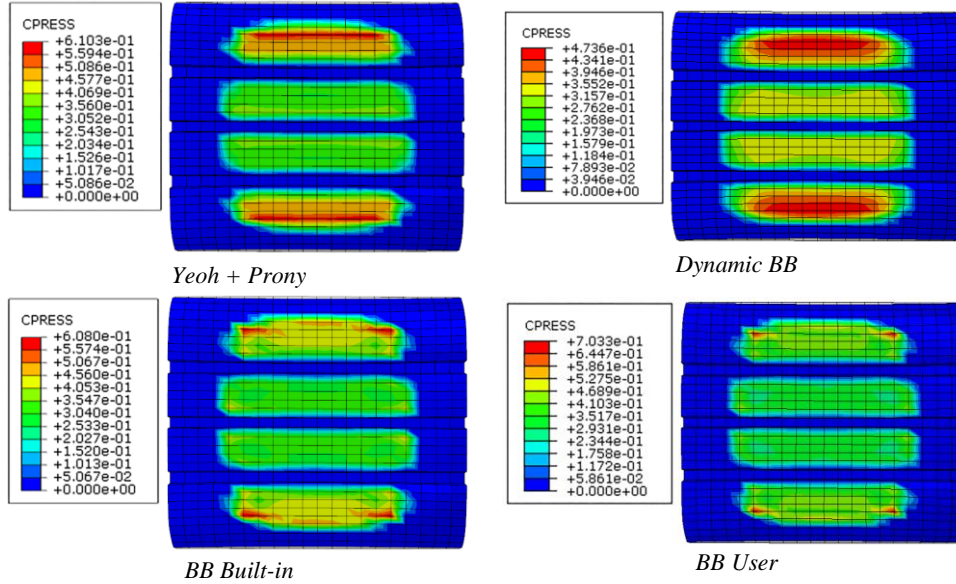 CPRESS
+6.103e-01
+5.594e-01
+5.086e-01
+4.577e-01
+4.069e-01
+3.560e-01
+3.052e-01
+2.543e-01
+2.034e-01
+1.526e-01
+1.017e-01
+5.086e-02
+0.000e+00
Yeoh + Prony
CPRESS
+4.736e-01
+4.341e-01
+3.946e-01
+3.552e-01
+3.157e-01
+2.762e-01
+2.368e-01
+1.973e-01
+1.579e-01
+1.184e-01
+7.893e-02
+3.946e-02
+0.000e+00
Dynamic BB
CPRESS
+6.080e-01
+5.574e-01
+5.067e-01
+4.560e-01
+4.053e-01
+3.547e-01
+3.040e-01
+2.533e-01
+2.027e-01
+1.520e-01
+1.013e-01
+5.067e-02
+0.000e+00
BB Built-in
CPRESS
+7.033e-01
+6.447e-01
+5.861e-01
+5.275e-01
+4.689e-01
+4.103e-01
+3.517e-01
+2.931e-01
+2.344e-01
+1.758e-01
+1.172e-01
+5.861e-02
+0.000e+00
BB User